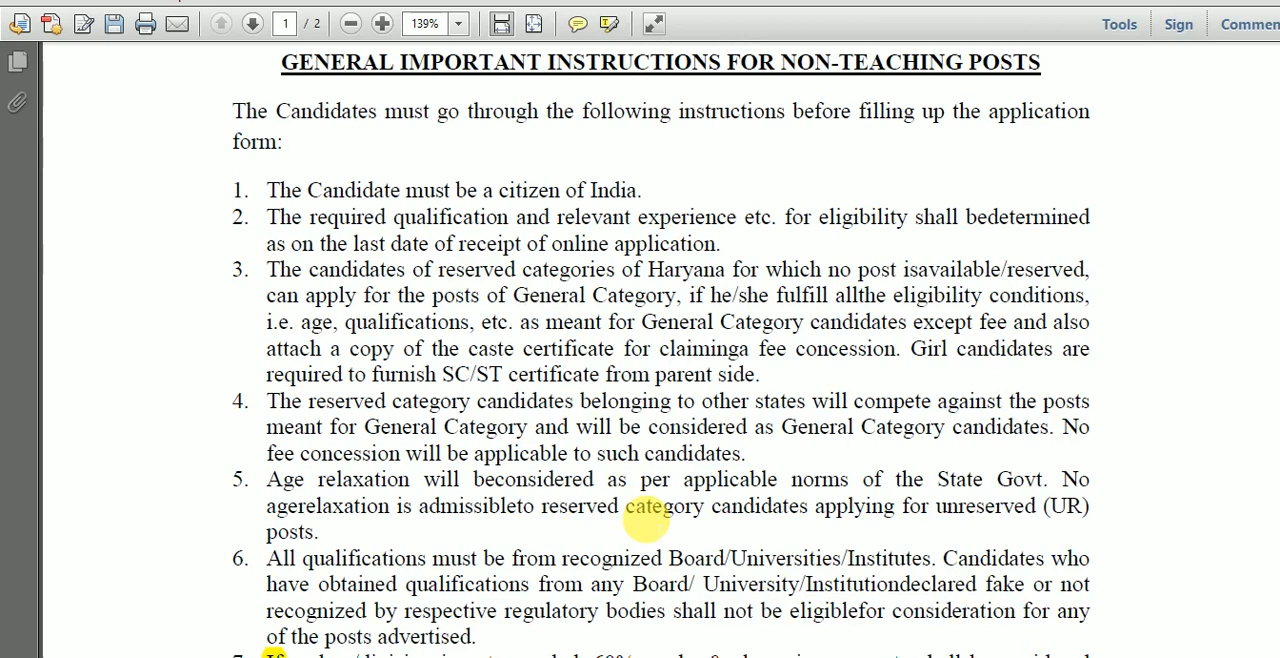 1 / 2 139% Tools Sign Commen
GENERAL IMPORTANT INSTRUCTIONS FOR NON-TEACHING POSTS
The Candidates must go through the following instructions before filling up the application
form:
1. The Candidate must be a citizen of India.
2. The required qualification and relevant experience etc. for eligibility shall bedetermined
as on the last date of receipt of online application.
3. The candidates of reserved categories of Haryana for which no post isavailable/reserved,
can apply for the posts of General Category, if he/she fulfill allthe eligibility conditions,
i.e. age, qualifications, etc. as meant for General Category candidates except fee and also
attach a copy of the caste certificate for claiminga fee concession. Girl candidates are
required to furnish SC/ST certificate from parent side.
4. The reserved category candidates belonging to other states will compete against the posts
meant for General Category and will be considered as General Category candidates. No
fee concession will be applicable to such candidates.
5. Age relaxation will beconsidered as per applicable norms of the State Govt. No
agerelaxation is admissibleto reserved category candidates applying for unreserved (UR)
posts.
6. All qualifications must be from recognized Board/Universities/Institutes. Candidates who
have obtained qualifications from any Board/ University/Institutiondeclared fake or not
recognized by respective regulatory bodies shall not be eligiblefor consideration for any
of the posts advertised.